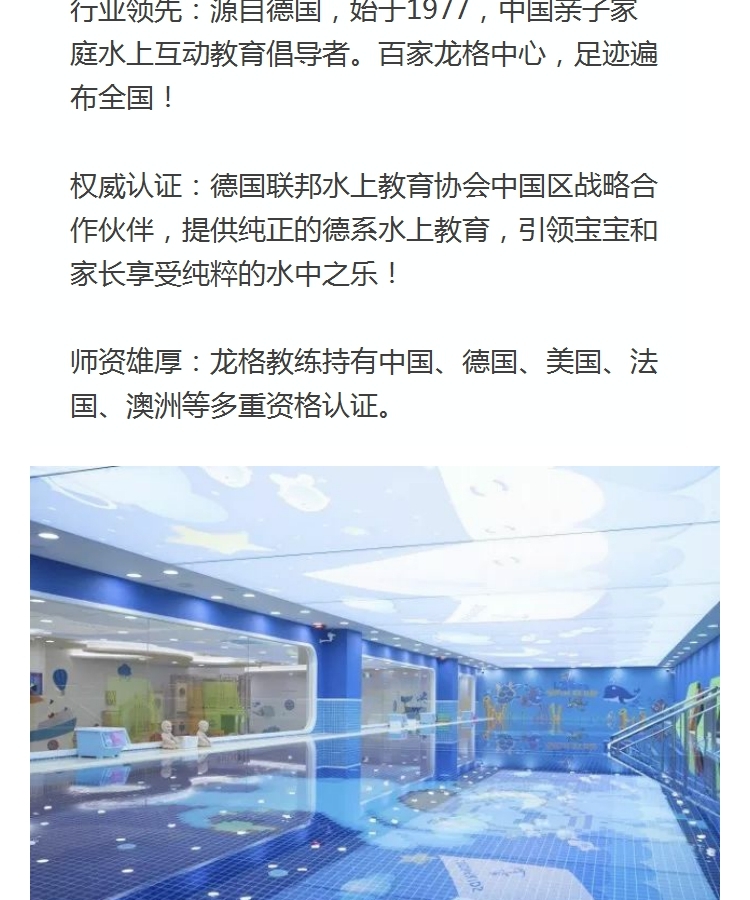 行业领先：源自德国，始于1977，中国亲子家
庭水上互动教育倡导者。百家龙格中心，足迹遍
布全国！
权威认证：德国联邦水上教育协会中国区战略合
作伙伴，提供纯正的德系水上教育，引领宝宝和
家长享受纯粹的水中之乐！
师资雄厚：龙格教练持有中国、德国、美国、法
国、澳洲等多重资格认证。